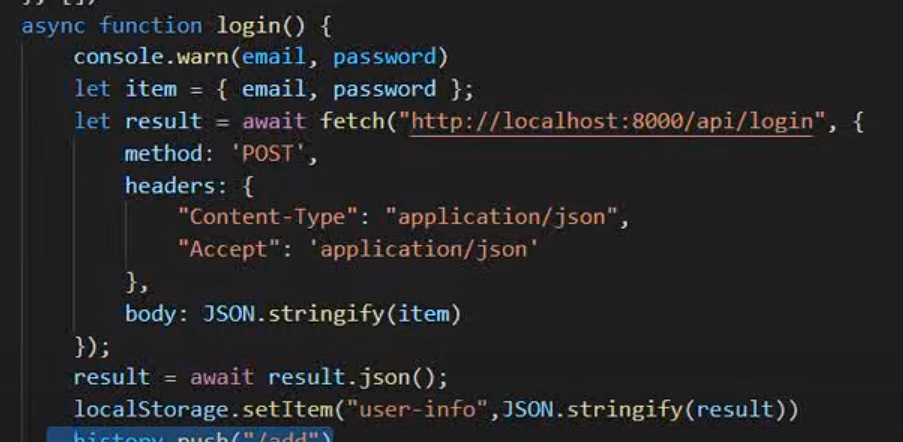 }, [])
async function login() {
console.warn(email, password)
let item = { email, password };
let result = await fetch("http://localhost:8000/api/login", {
method: 'POST',
headers: {
"Content-Type": "application/json",
"Accept": 'application/json'
},
body: JSON.stringify(item)
});
result = await result.json();
localStorage.setItem("user-info",JSON.stringify(result))
history.push("/add")